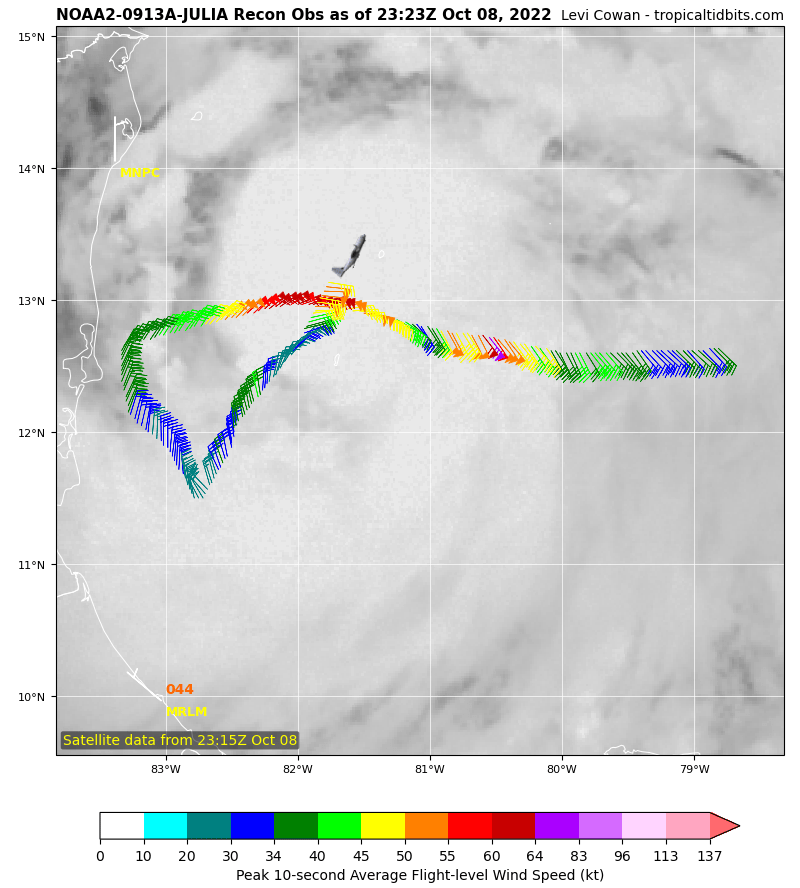 NOAA2-0913A-JULIA Recon Obs as of 23:23Z Oct 08, 2022 Levi Cowan - tropicaltidbits.com
15°N
14°N
MNPC
13°N
12°N
11°N
10°N
044
MRLM
Satellite data from 23:15Z Oct 08
83°W 82°W 81°W 80°W 79°W
0 10 20 30 34 40 45 50 55 60 64 83 96 113 137
Peak 10-second Average Flight-level Wind Speed (kt)